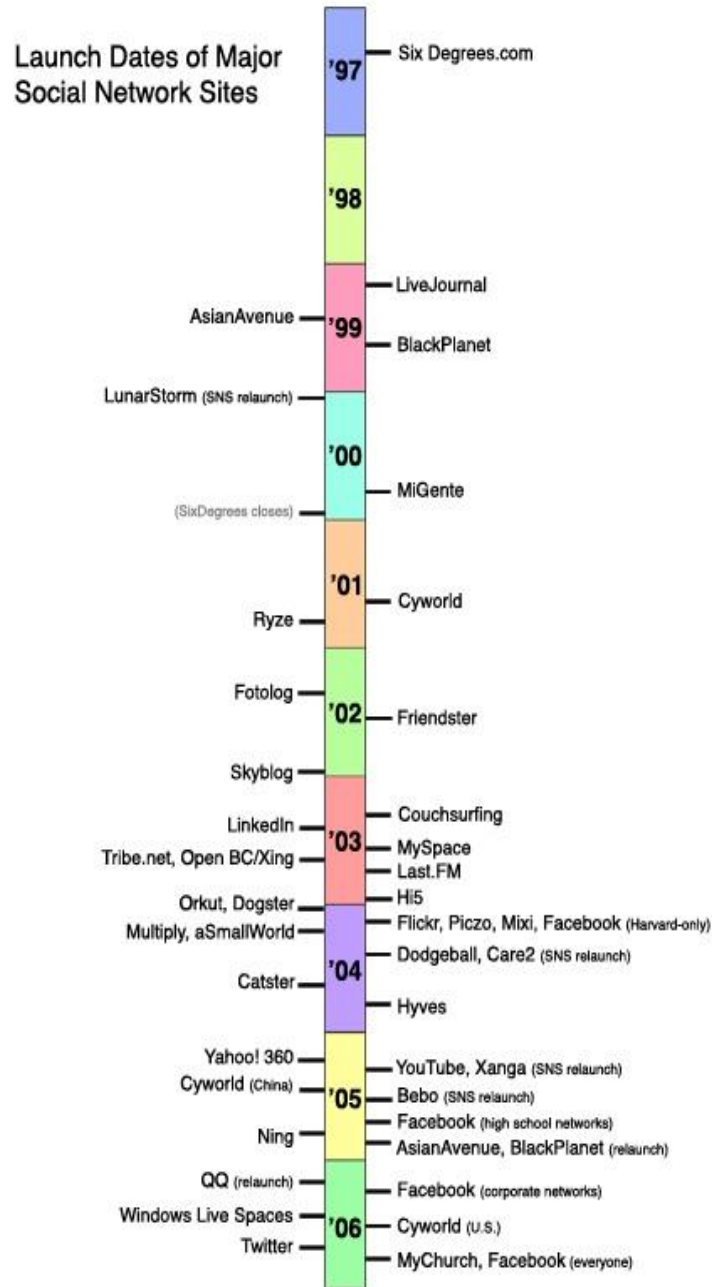 Launch Dates of Major
Social Network Sites
'97
Six Degrees.com
'98
LiveJournal
AsianAvenue
'99
BlackPlanet
LunarStorm (SNS relaunch)
'00
MiGente
(SixDegrees closes)
'01
Cyworld
Ryze
Fotolog
'02
Friendster
Skyblog
Couchsurfing
LinkedIn
'03
MySpace
Tribe.net, Open BC/Xing
Last.FM
Hi5
Orkut, Dogster
Flickr, Piczo, Mixi, Facebook (Harvard-only)
Multiply, aSmallWorld
Dodgeball, Care2 (SNS relaunch)
'04
Catster
Hyves
Yahoo! 360
YouTube, Xanga (SNS relaunch)
Cyworld (China)
'05
Bebo (SNS relaunch)
Facebook (high school networks)
Ning
AsianAvenue, BlackPlanet (relaunch)
QQ (relaunch)
Facebook (corporate networks)
Windows Live Spaces
'06
Cyworld (U.S.)
Twitter
MyChurch, Facebook (everyone)